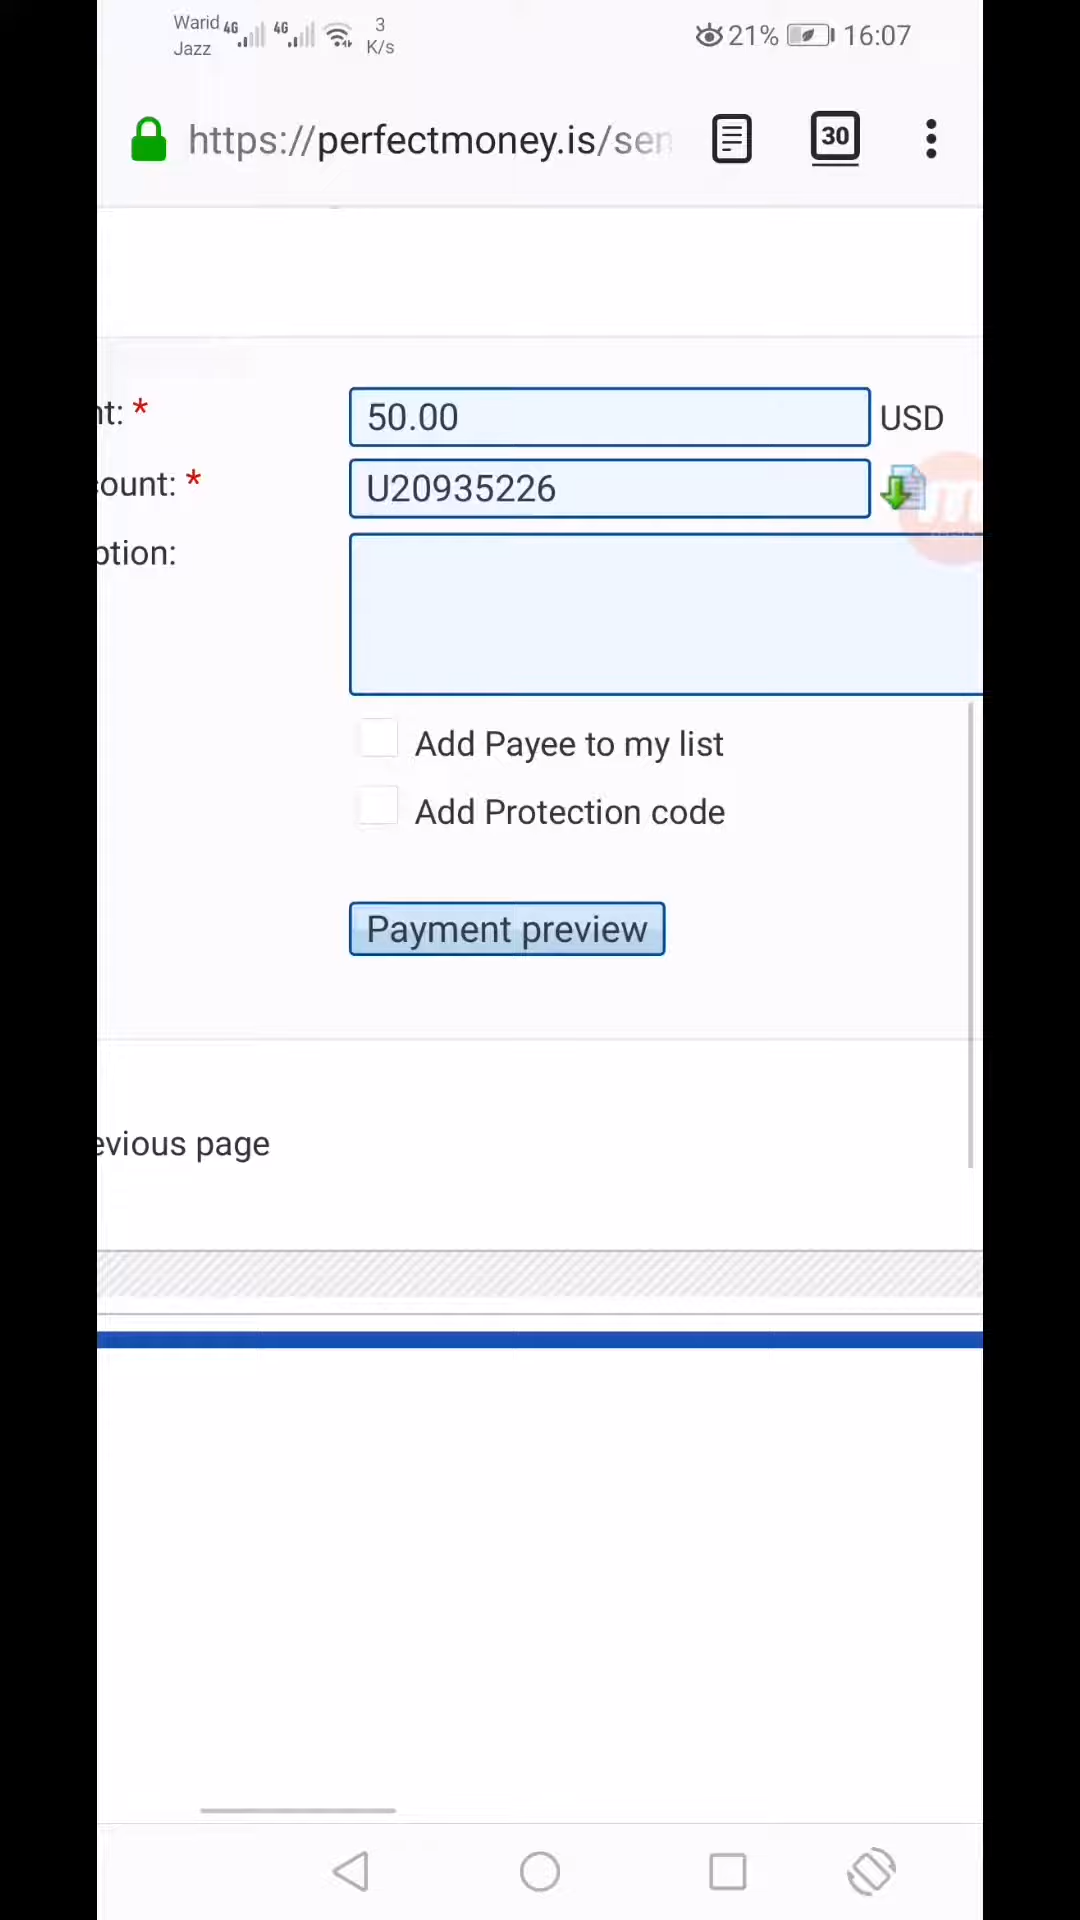 Warid 4G 4G 3
Jazz K/s
21% 16:07
https://perfectmoney.is/sen
30
nt: *
50.00 USD
ount: *
U20935226
ption:
Add Payee to my list
Add Protection code
Payment preview
evious page